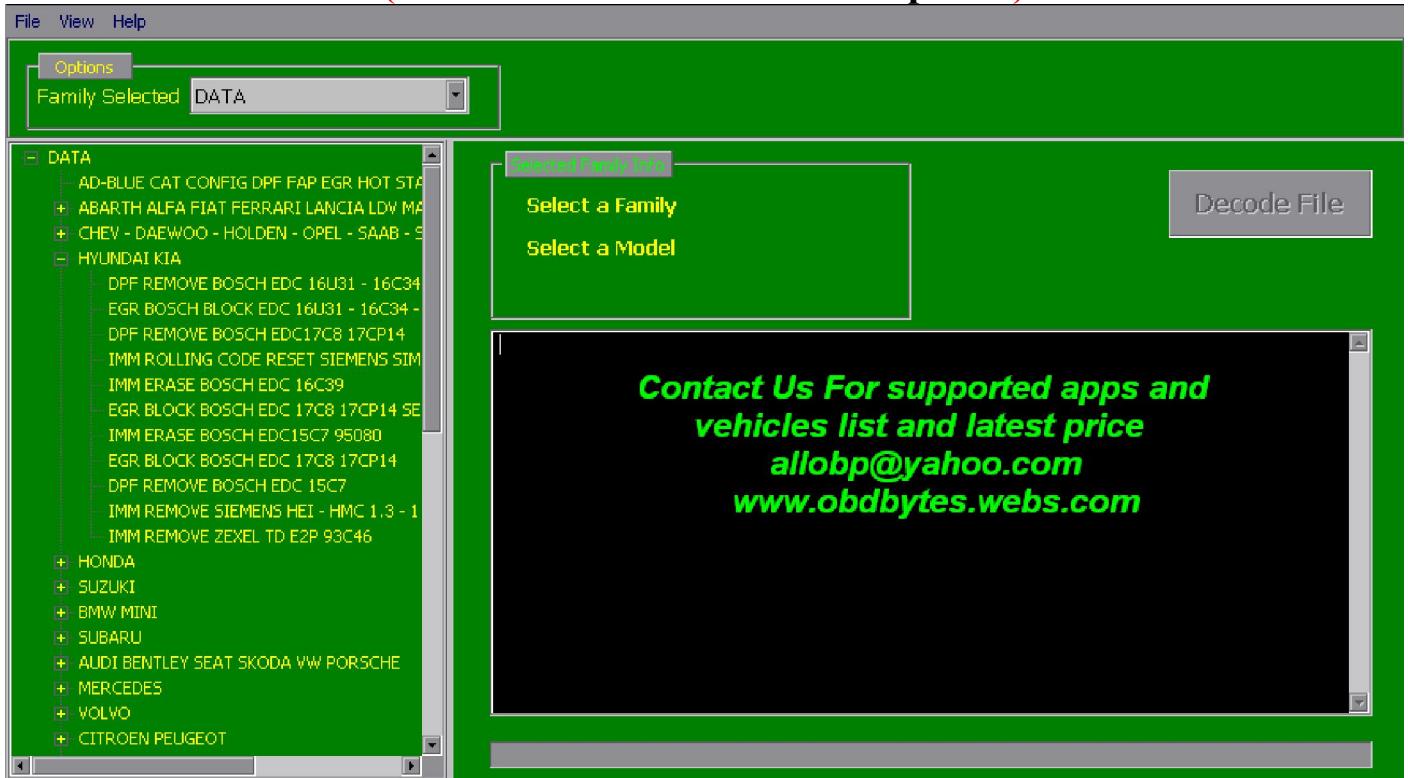 File View Help
Options
Family Selected DATA
DATA
AD-BLUE CAT CONFIG DPF FAP EGR HOT STA
ABARTH ALFA FIAT FERRARI LANCIA LDV MA
CHEV - DAEWOO - HOLDEN - OPEL - SAAB - S
HYUNDAI KIA
DPF REMOVE BOSCH EDC 16U31 - 16C34
EGR BOSCH BLOCK EDC 16U31 - 16C34 -
DPF REMOVE BOSCH EDC17C8 17CP14
IMM ROLLING CODE RESET SIEMENS SIM
IMM ERASE BOSCH EDC 16C39
EGR BLOCK BOSCH EDC 17C8 17CP14 SE
IMM ERASE BOSCH EDC15C7 95080
EGR BLOCK BOSCH EDC 17C8 17CP14
DPF REMOVE BOSCH EDC 15C7
IMM REMOVE SIEMENS HEI - HMC 1.3 - 1
IMM REMOVE ZEXEL TD E2P 93C46
HONDA
SUZUKI
BMW MINI
SUBARU
AUDI BENTLEY SEAT SKODA VW PORSCHE
MERCEDES
VOLVO
CITROEN PEUGEOT
Selected Family Info
Select a Family
Select a Model
Decode File
Contact Us For supported apps and
vehicles list and latest price
allobp@yahoo.com
www.obdbytes.webs.com